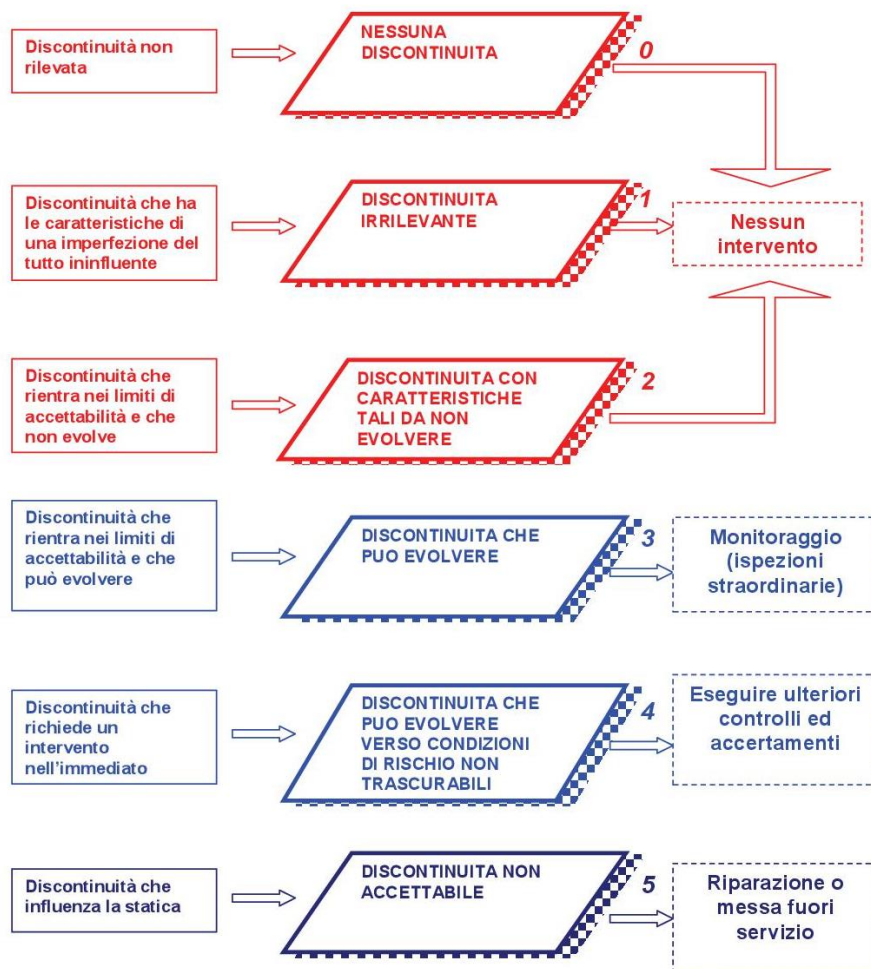 Discontinuità non
rilevata
NESSUNA
DISCONTINUITA
0
Discontinuità che ha
le caratteristiche di
una imperfezione del
tutto ininfluente
DISCONTINUITA
IRRILEVANTE
1
Nessun
intervento
Discontinuità che
rientra nei limiti di
accettabilità e che
non evolve
DISCONTINUITA CON
CARATTERISTICHE
TALI DA NON
EVOLVERE
2
Discontinuità che
rientra nei limiti di
accettabilità e che
può evolvere
DISCONTINUITA CHE
PUO EVOLVERE
3
Monitoraggio
(ispezioni
straordinarie)
Discontinuità che
richiede un
intervento
nell'immediato
DISCONTINUITA CHE
PUO EVOLVERE
VERSO CONDIZIONI
DI RISCHIO NON
TRASCURABILI
4
Eseguire ulteriori
controlli ed
accertamenti
Discontinuità che
influenza la statica
DISCONTINUITA NON
ACCETTABILE
5
Riparazione o
messa fuori
servizio